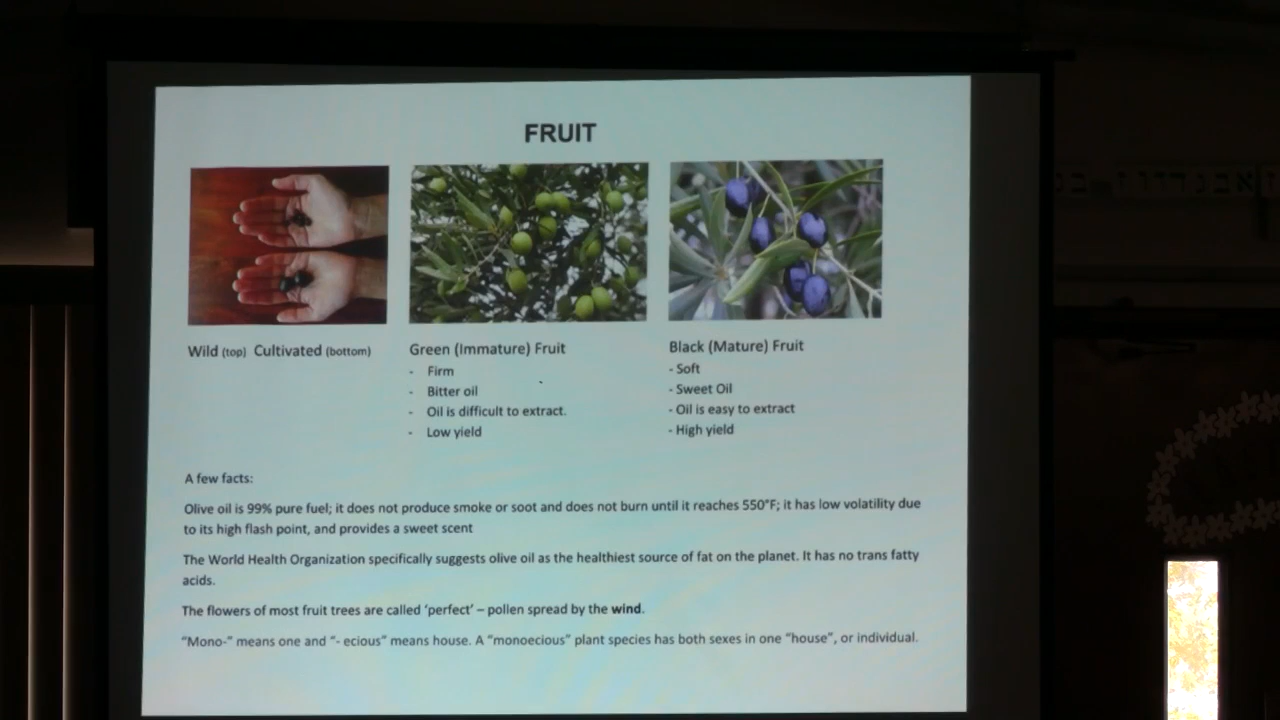 FRUIT
Wild (top) Cultivated (bottom)
Green (Immature) Fruit
- Firm
- Bitter oil
- Oil is difficult to extract.
- Low yield
Black (Mature) Fruit
- Soft
- Sweet Oil
- Oil is easy to extract
- High yield
A few facts:
Olive oil is 99% pure fuel; it does not produce smoke or soot and does not burn until it reaches 550°F; it has low volatility due
to its high flash point, and provides a sweet scent
The World Health Organization specifically suggests olive oil as the healthiest source of fat on the planet. It has no trans fatty
acids.
The flowers of most fruit trees are called ‘perfect’ – pollen spread by the wind.
“Mono-” means one and “- ecious” means house. A “monoecious” plant species has both sexes in one “house”, or individual.